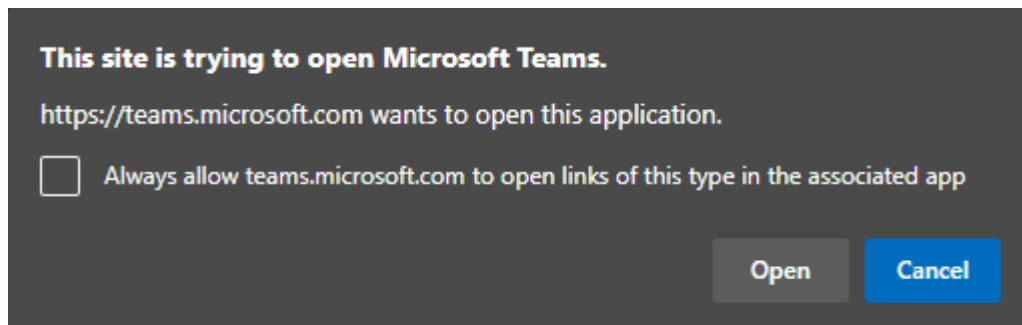 This site is trying to open Microsoft Teams.
https://teams.microsoft.com wants to open this application.
Always allow teams.microsoft.com to open links of this type in the associated app
Open
Cancel